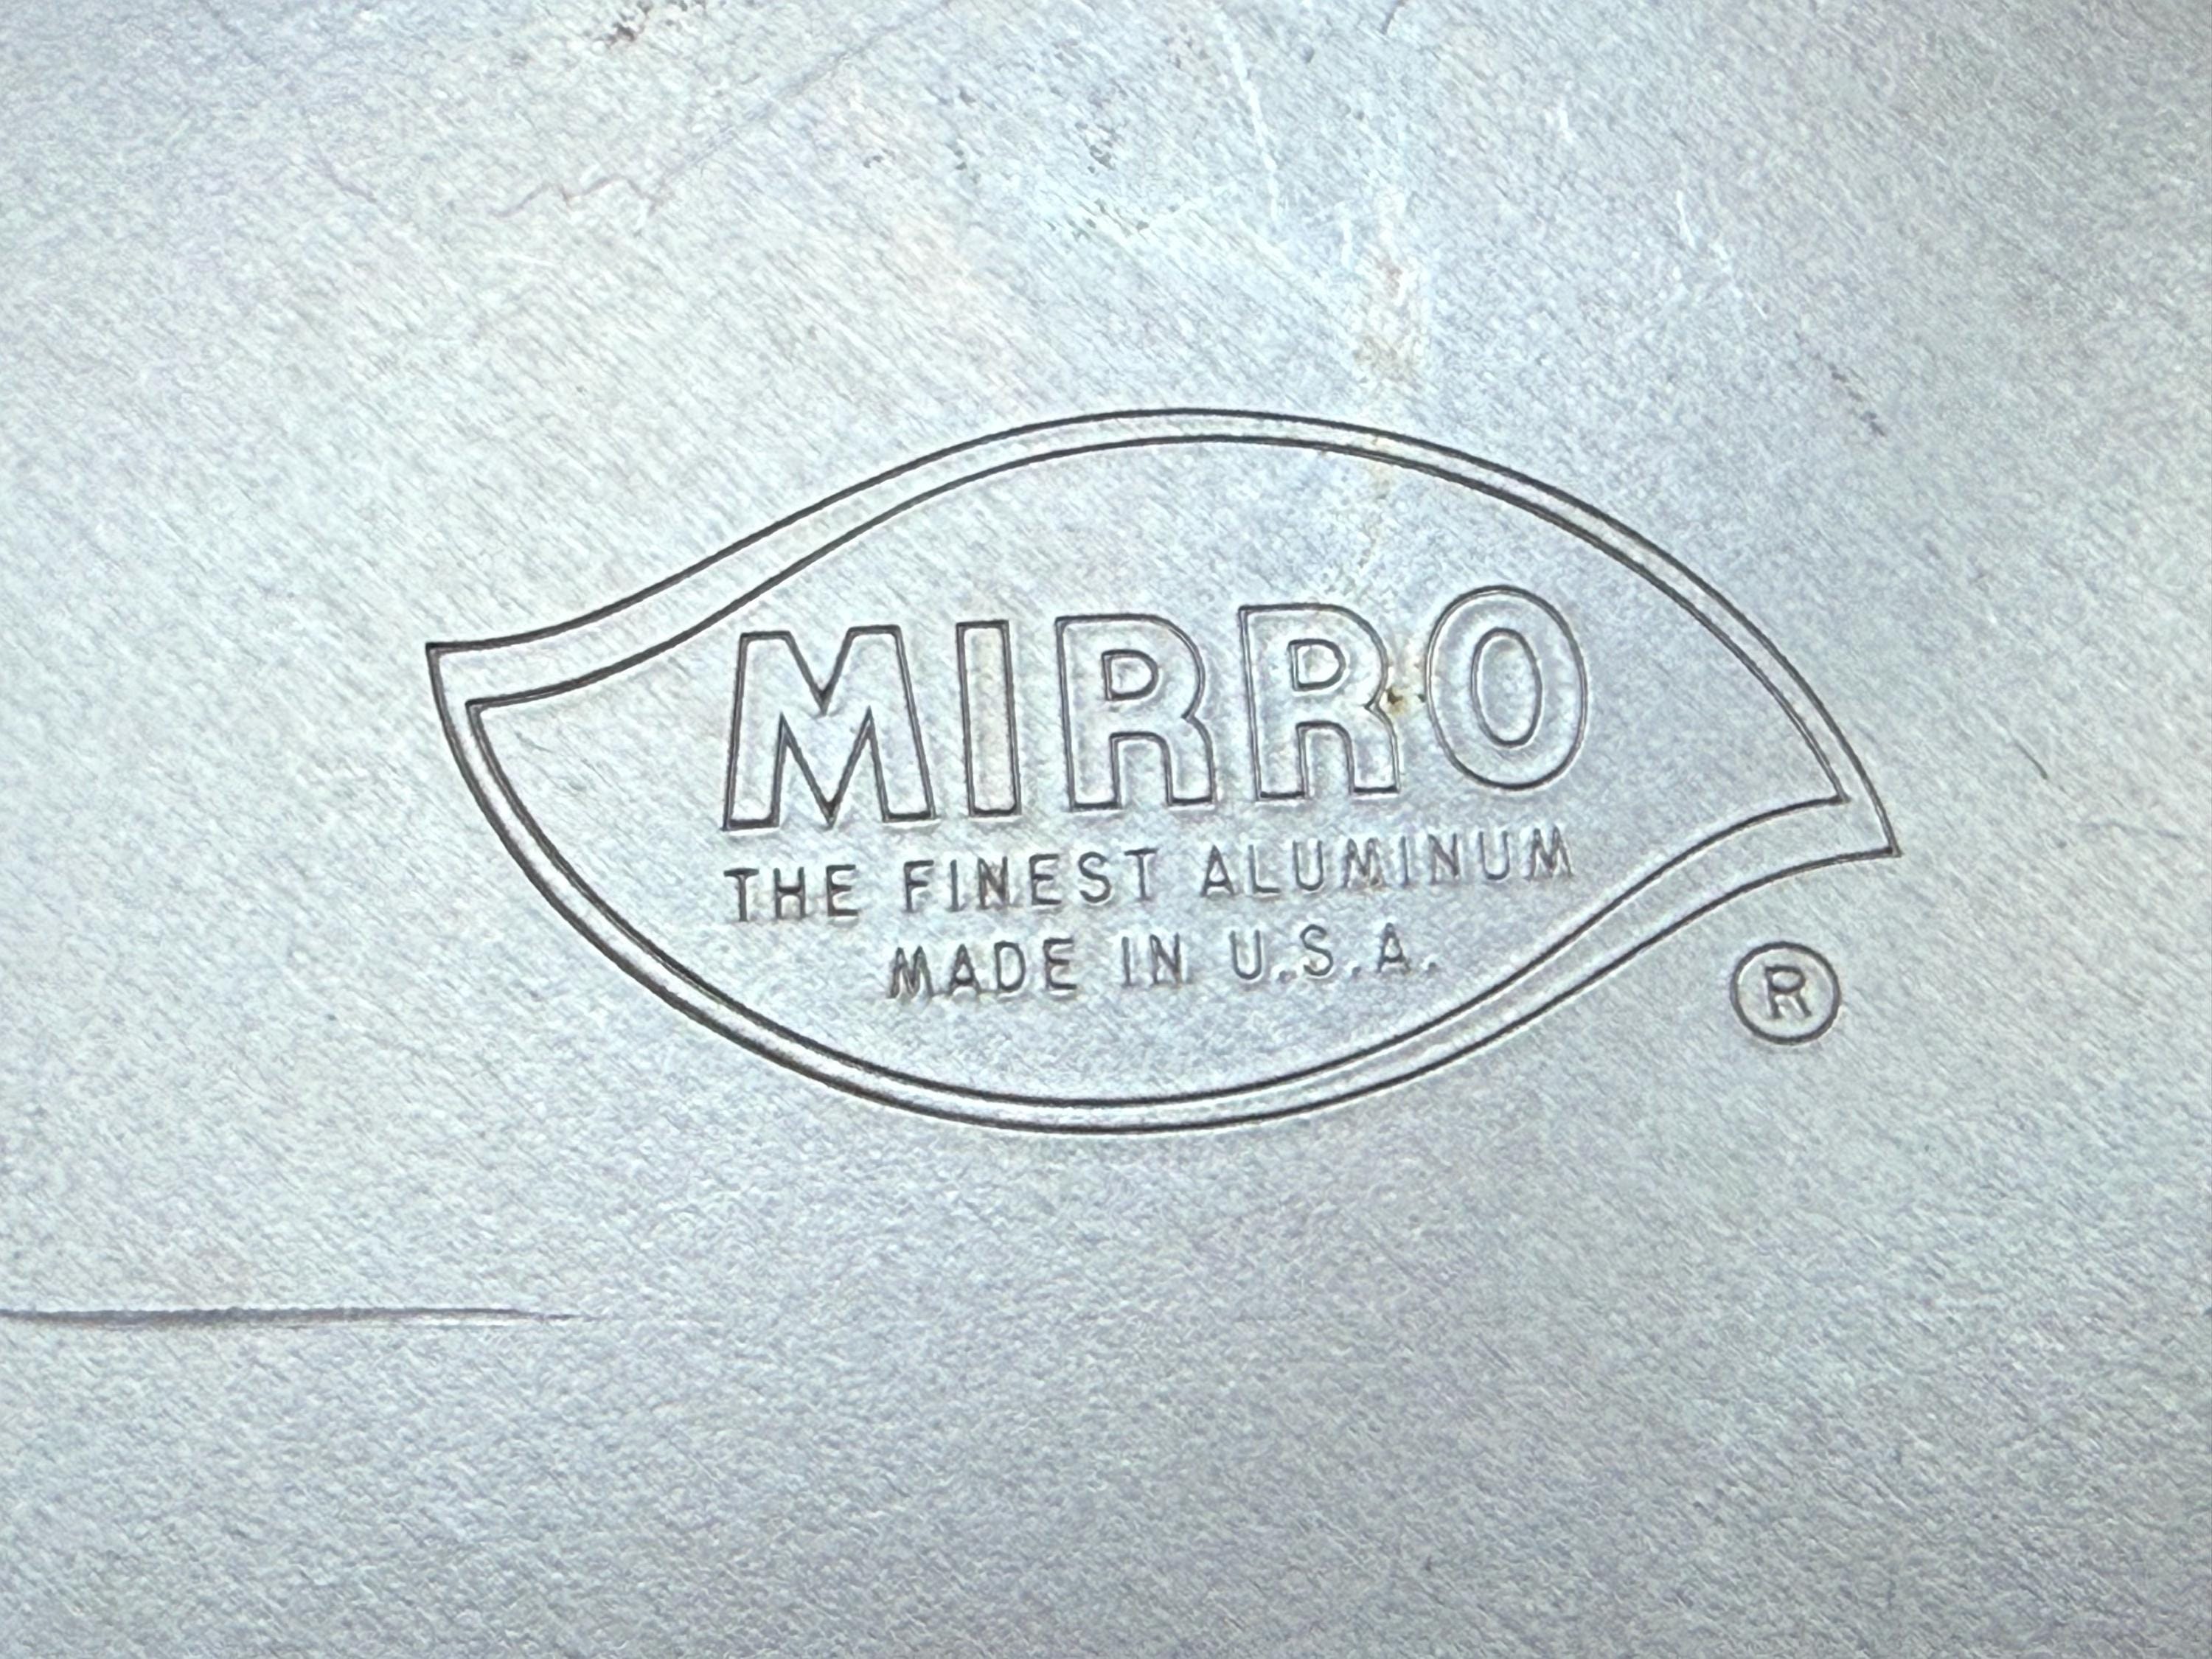 MIRRO
THE FINEST ALUMINUM
MADE IN U.S.A.
®